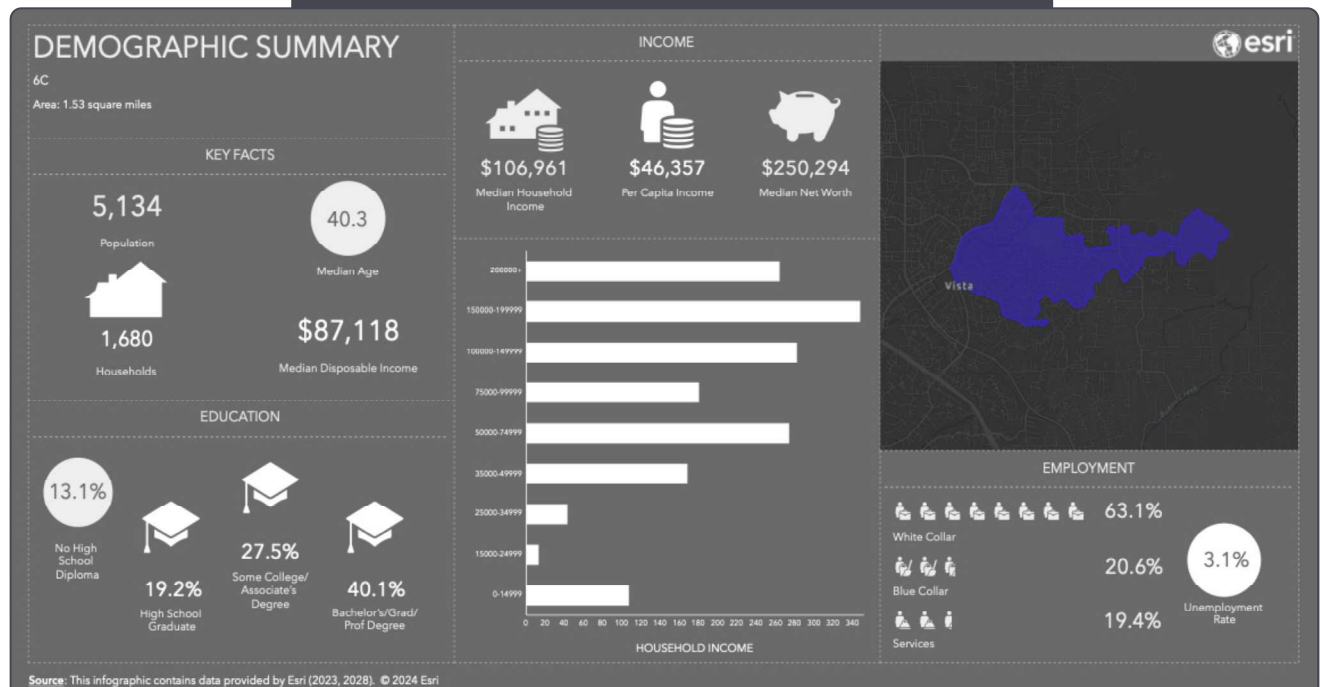 DEMOGRAPHIC SUMMARY
6C
Area: 1.53 square miles
KEY FACTS
5,134
Population
40.3
Median Age
1,680
Households
$87,118
Median Disposable Income
EDUCATION
13.1%
No High
School
Diploma
19.2%
High School
Graduate
27.5%
Some College/
Associate's
Degree
40.1%
Bachelor's/Grad/
Prof Degree
INCOME
$106,961
Median Household
Income
$46,357
Per Capita Income
$250,294
Median Net Worth
200000+
150000-199999
100000-149999
75000-99999
50000-74999
35000-49999
25000-34999
15000-24999
0-14999
0 20 40 60 80 100 120 140 160 180 200 220 240 260 280 300 320 340
HOUSEHOLD INCOME
esri
Vista
EMPLOYMENT
63.1%
White Collar
20.6%
Blue Collar
19.4%
Services
3.1%
Unemployment
Rate
Source: This infographic contains data provided by Esri (2023, 2028). © 2024 Esri